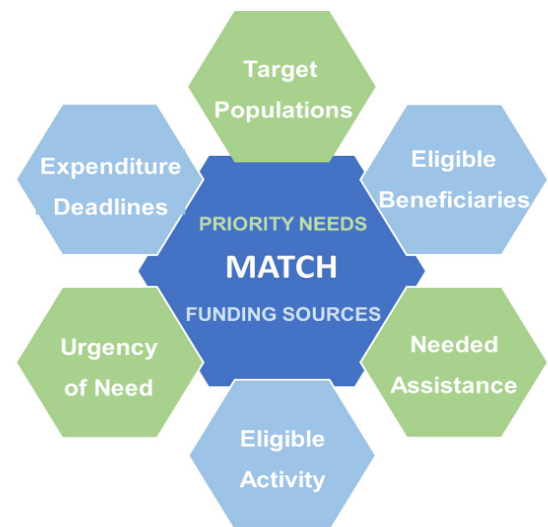 Target
Populations
Expenditure
Deadlines
Eligible
Beneficiaries
PRIORITY NEEDS
MATCH
FUNDING SOURCES
Urgency
of Need
Needed
Assistance
Eligible
Activity